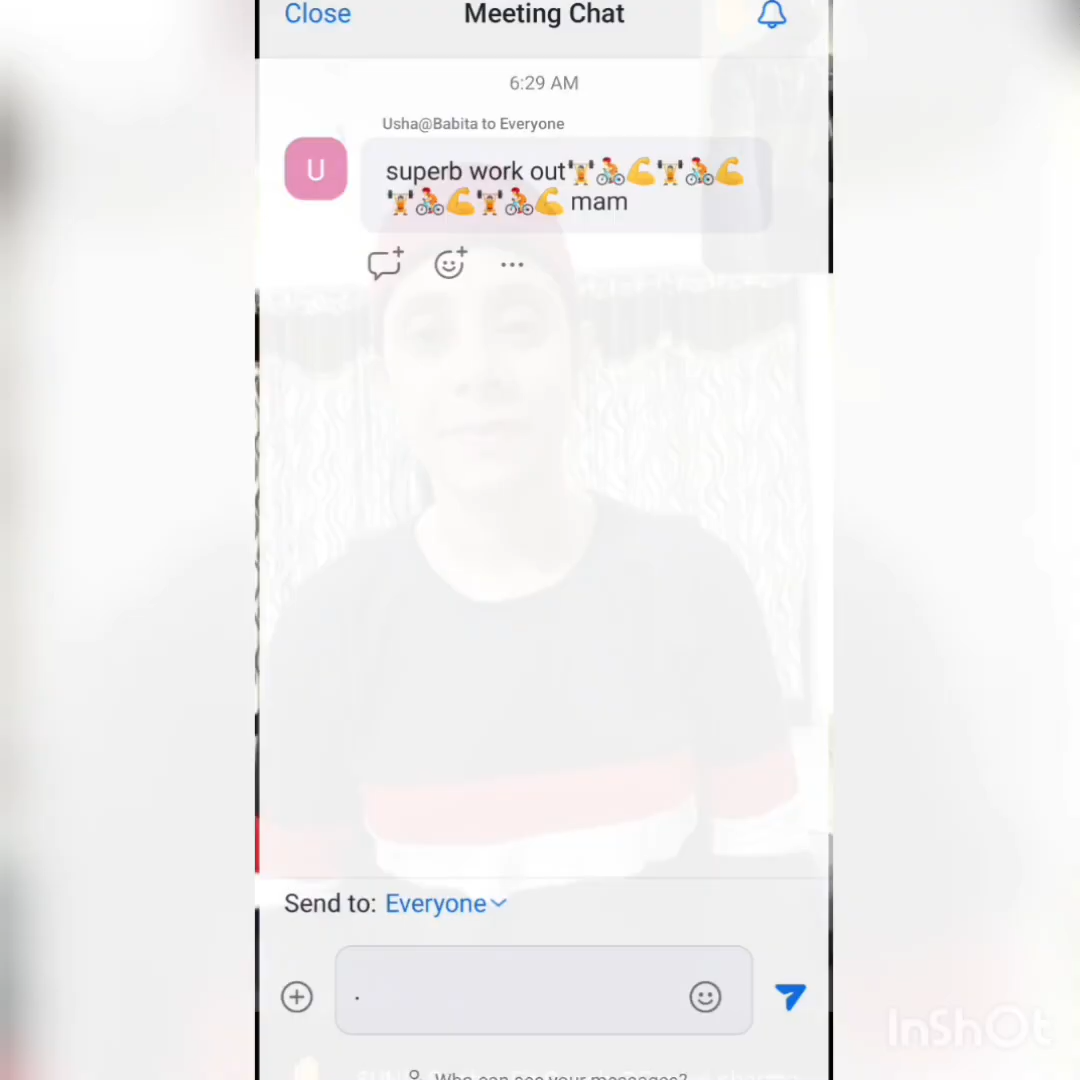 Close
Meeting Chat
6:29 AM
Usha@Babita to Everyone
U
superb work out🏋️🚴💪🏋️🚴💪
🏋️🚴💪🏋️🚴💪 mam
Send to: Everyone
.
Who can see your messages?
InShOt